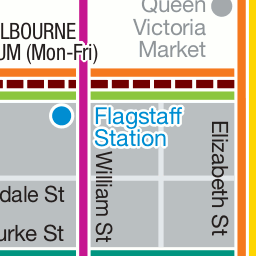 LBOURNE
UM (Mon-Fri)
Queen
Victoria
Market
Flagstaff
Station
William St
Elizabeth St
dale St
urke St